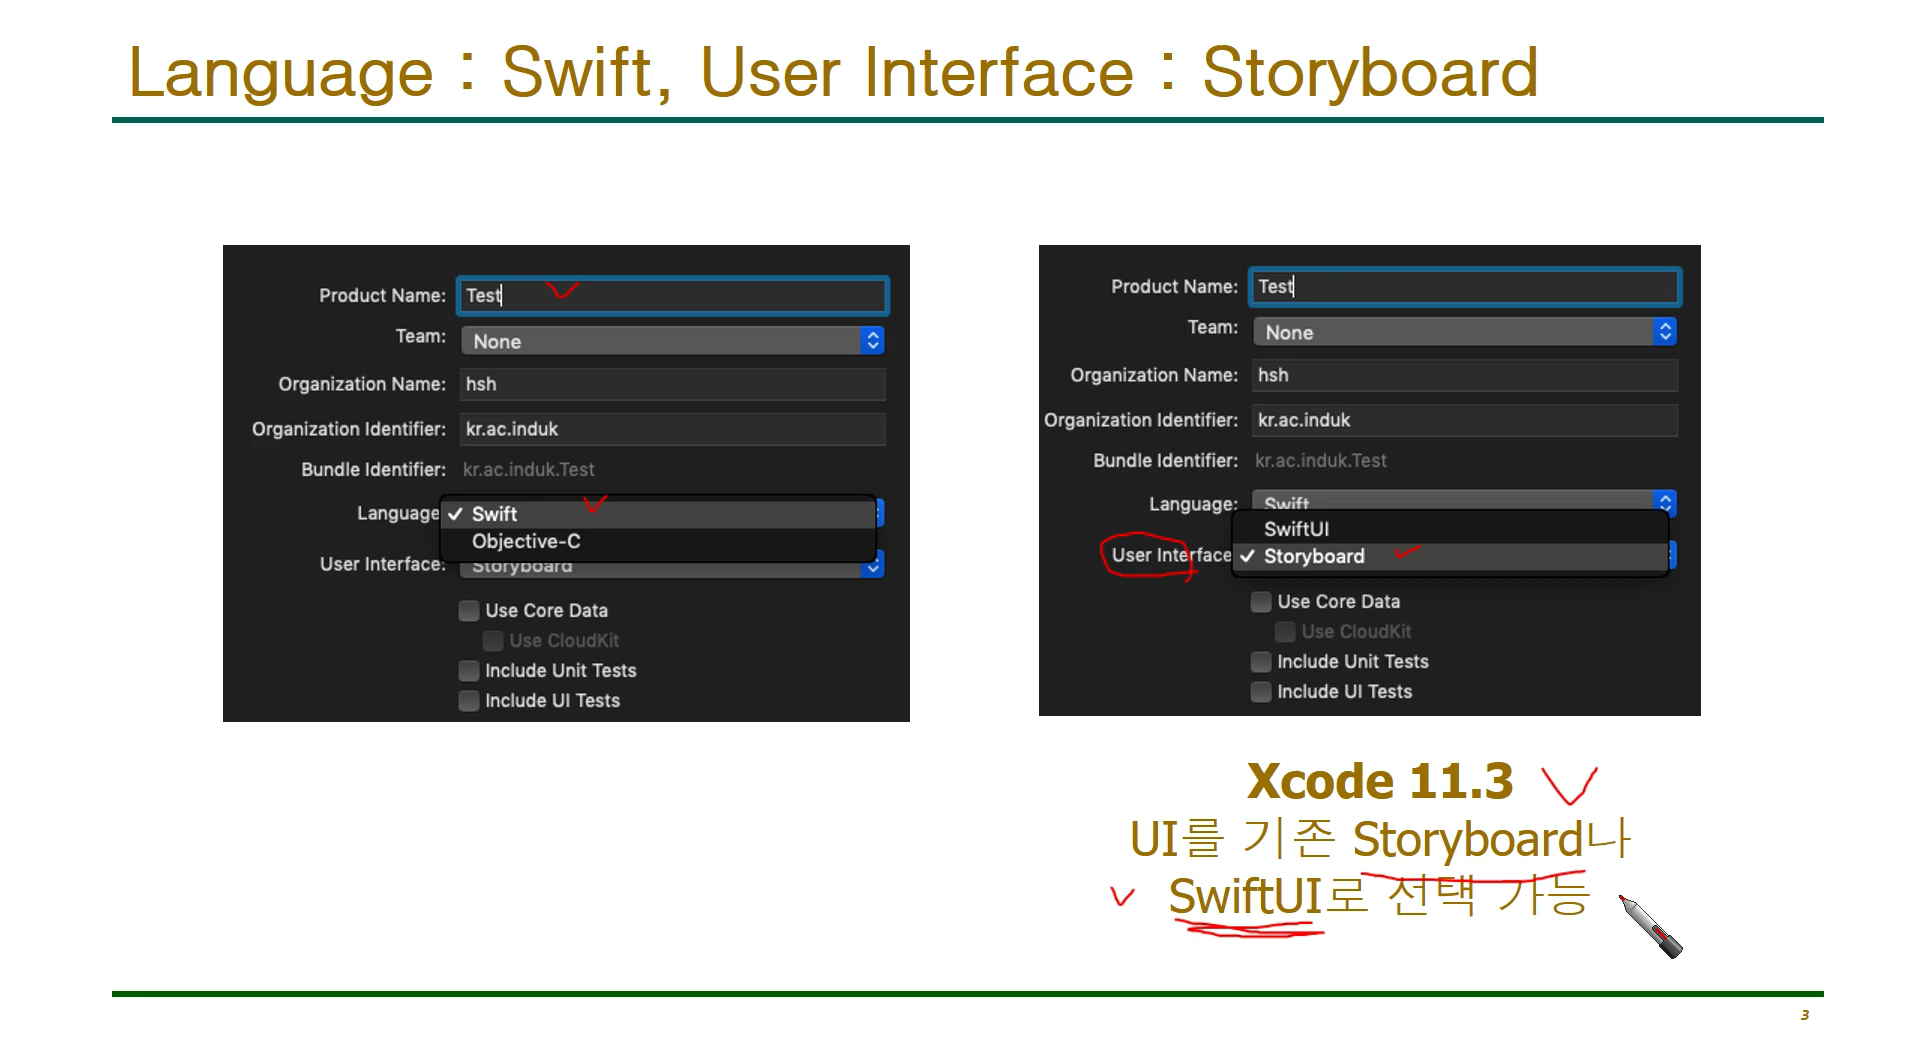 Language : Swift, User Interface : Storyboard
Product Name: Test
Team: None
Organization Name: hsh
Organization Identifier: kr.ac.induk
Bundle Identifier: kr.ac.induk.Test
Language ✓ Swift
Objective-C
User Interface: Storyboard
Use Core Data
Use CloudKit
Include Unit Tests
Include UI Tests
Product Name: Test
Team: None
Organization Name: hsh
Organization Identifier: kr.ac.induk
Bundle Identifier: kr.ac.induk.Test
Language: Swift
SwiftUI
User Interface ✓ Storyboard
Use Core Data
Use CloudKit
Include Unit Tests
Include UI Tests
Xcode 11.3
UI를 기존 Storyboard나
SwiftUI로 선택 가능
3